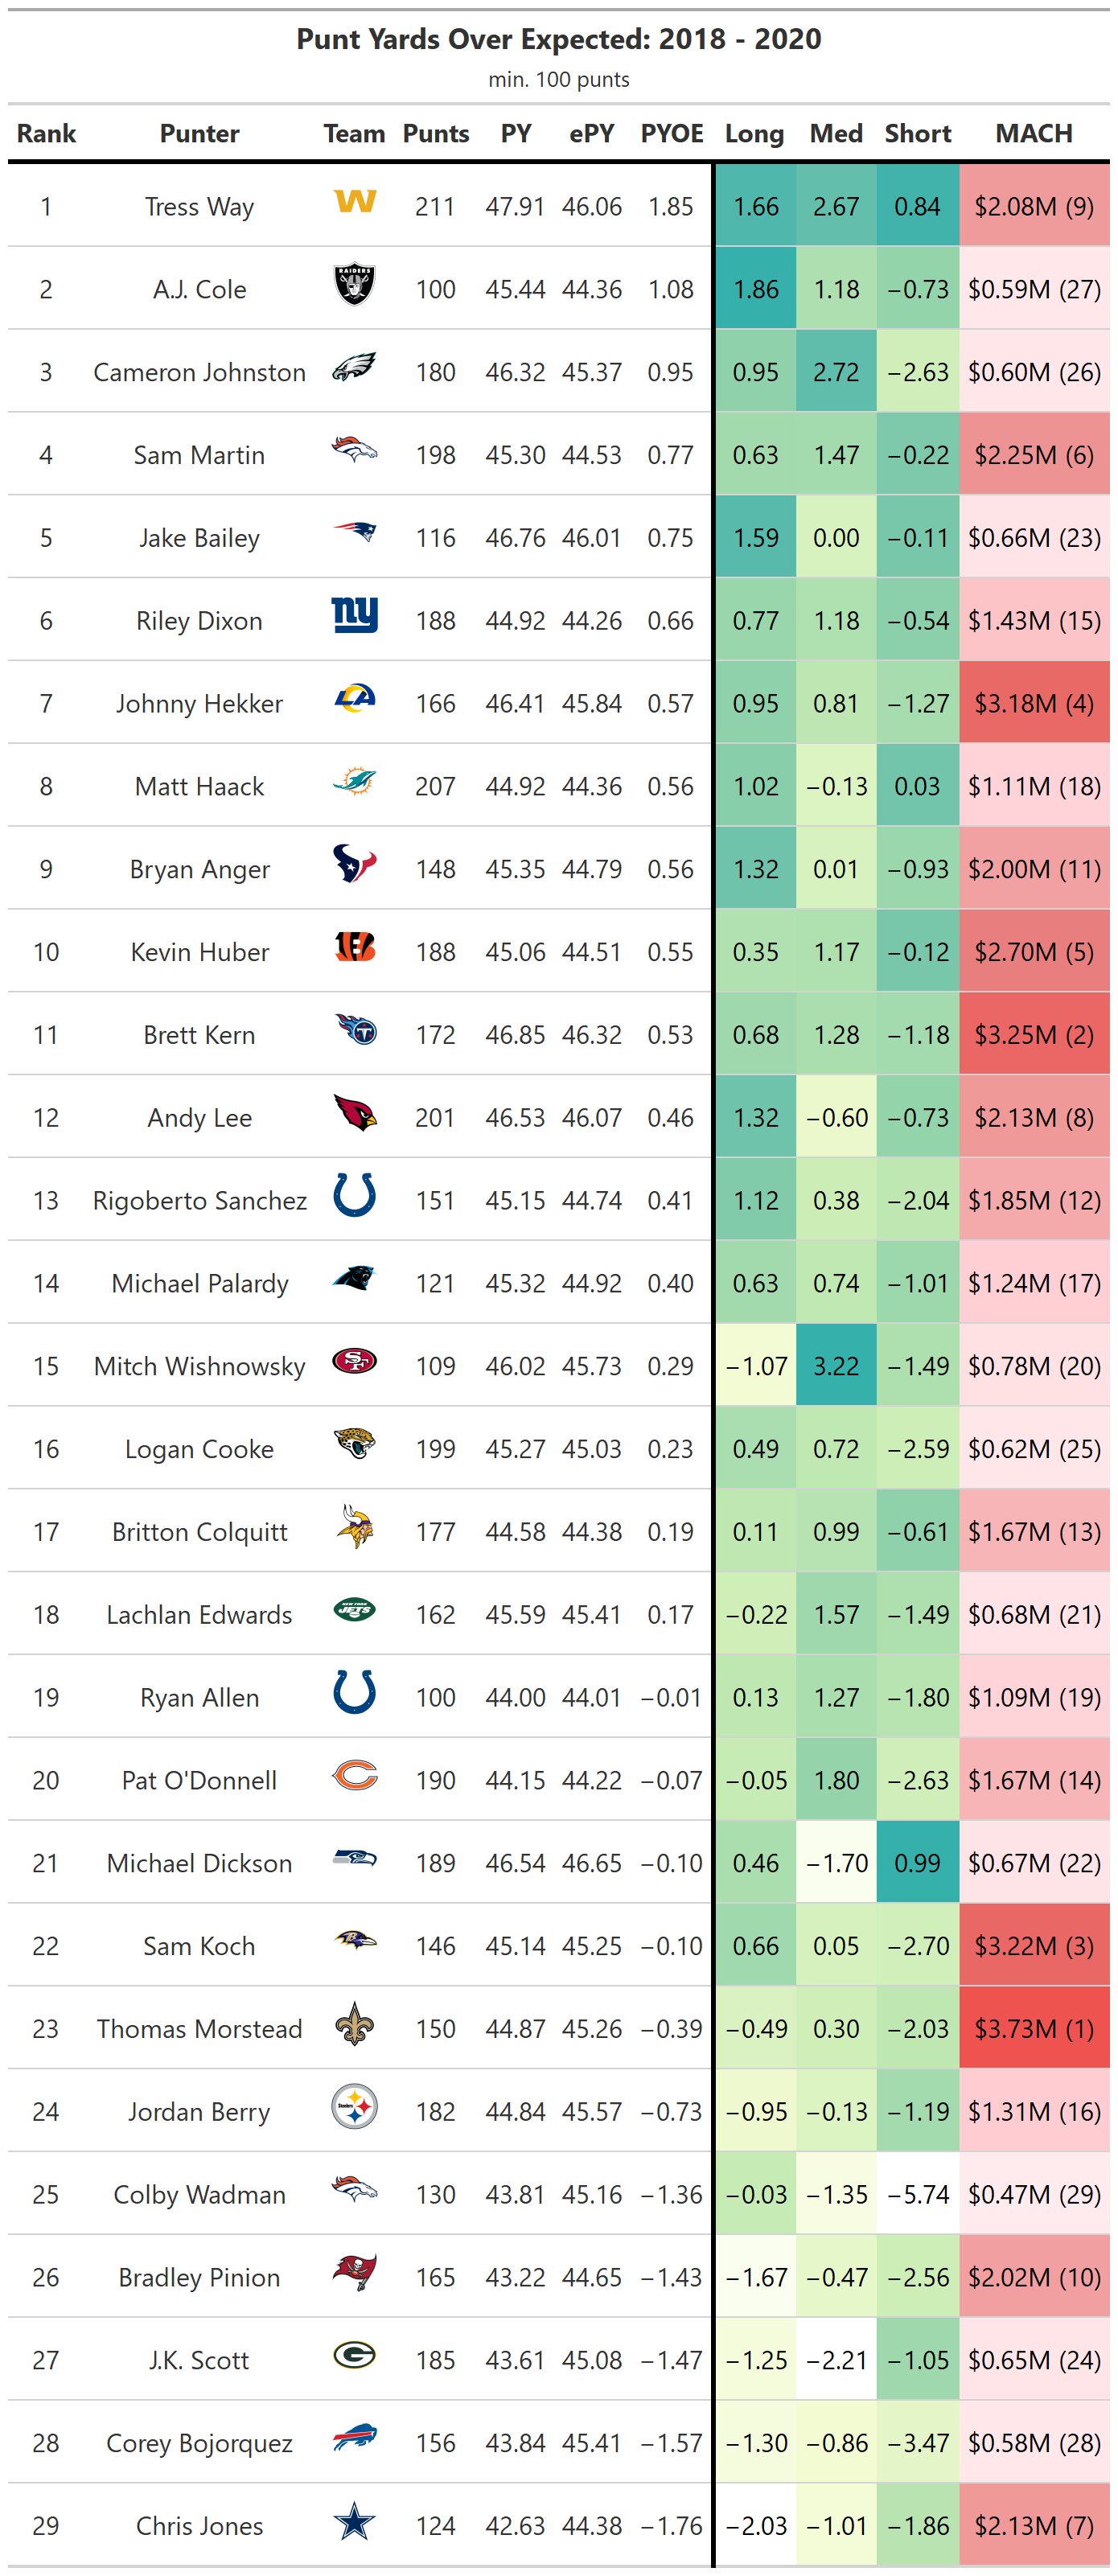 Punt Yards Over Expected: 2018 - 2020
min. 100 punts
Rank Punter Team Punts PY ePY PYOE Long Med Short MACH
1 Tress Way W 211 47.91 46.06 1.85 1.66 2.67 0.84 $2.08M (9)
2 A.J. Cole RAIDERS 100 45.44 44.36 1.08 1.86 1.18 −0.73 $0.59M (27)
3 Cameron Johnston 180 46.32 45.37 0.95 0.95 2.72 −2.63 $0.60M (26)
4 Sam Martin 198 45.30 44.53 0.77 0.63 1.47 −0.22 $2.25M (6)
5 Jake Bailey 116 46.76 46.01 0.75 1.59 0.00 −0.11 $0.66M (23)
6 Riley Dixon ny 188 44.92 44.26 0.66 0.77 1.18 −0.54 $1.43M (15)
7 Johnny Hekker LA 166 46.41 45.84 0.57 0.95 0.81 −1.27 $3.18M (4)
8 Matt Haack 207 44.92 44.36 0.56 1.02 −0.13 0.03 $1.11M (18)
9 Bryan Anger 148 45.35 44.79 0.56 1.32 0.01 −0.93 $2.00M (11)
10 Kevin Huber B 188 45.06 44.51 0.55 0.35 1.17 −0.12 $2.70M (5)
11 Brett Kern T 172 46.85 46.32 0.53 0.68 1.28 −1.18 $3.25M (2)
12 Andy Lee 201 46.53 46.07 0.46 1.32 −0.60 −0.73 $2.13M (8)
13 Rigoberto Sanchez 151 45.15 44.74 0.41 1.12 0.38 −2.04 $1.85M (12)
14 Michael Palardy 121 45.32 44.92 0.40 0.63 0.74 −1.01 $1.24M (17)
15 Mitch Wishnowsky SF 109 46.02 45.73 0.29 −1.07 3.22 −1.49 $0.78M (20)
16 Logan Cooke 199 45.27 45.03 0.23 0.49 0.72 −2.59 $0.62M (25)
17 Britton Colquitt 177 44.58 44.38 0.19 0.11 0.99 −0.61 $1.67M (13)
18 Lachlan Edwards NEW YORK JETS 162 45.59 45.41 0.17 −0.22 1.57 −1.49 $0.68M (21)
19 Ryan Allen 100 44.00 44.01 −0.01 0.13 1.27 −1.80 $1.09M (19)
20 Pat O'Donnell C 190 44.15 44.22 −0.07 −0.05 1.80 −2.63 $1.67M (14)
21 Michael Dickson 189 46.54 46.65 −0.10 0.46 −1.70 0.99 $0.67M (22)
22 Sam Koch B 146 45.14 45.25 −0.10 0.66 0.05 −2.70 $3.22M (3)
23 Thomas Morstead 150 44.87 45.26 −0.39 −0.49 0.30 −2.03 $3.73M (1)
24 Jordan Berry Steelers 182 44.84 45.57 −0.73 −0.95 −0.13 −1.19 $1.31M (16)
25 Colby Wadman 130 43.81 45.16 −1.36 −0.03 −1.35 −5.74 $0.47M (29)
26 Bradley Pinion 165 43.22 44.65 −1.43 −1.67 −0.47 −2.56 $2.02M (10)
27 J.K. Scott G 185 43.61 45.08 −1.47 −1.25 −2.21 −1.05 $0.65M (24)
28 Corey Bojorquez 156 43.84 45.41 −1.57 −1.30 −0.86 −3.47 $0.58M (28)
29 Chris Jones 124 42.63 44.38 −1.76 −2.03 −1.01 −1.86 $2.13M (7)